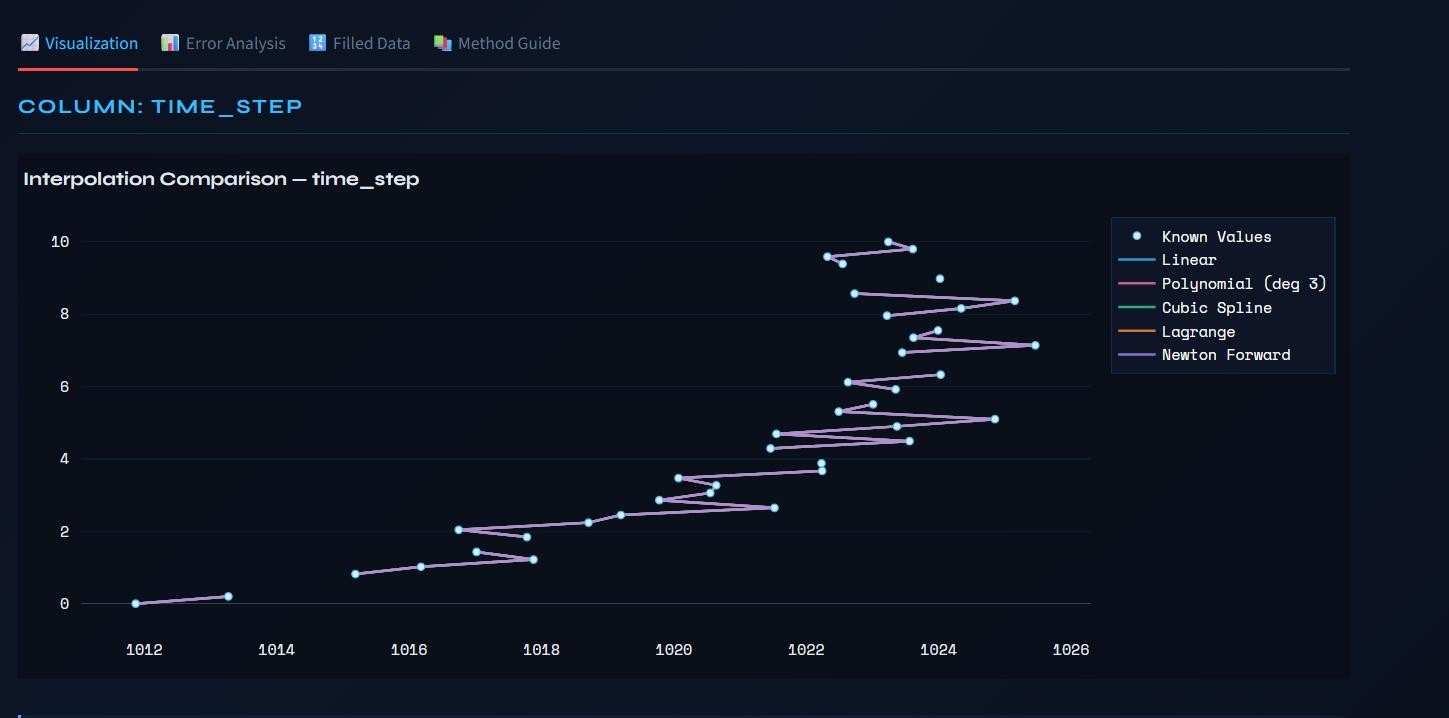 Visualization Error Analysis Filled Data Method Guide
COLUMN: TIME_STEP
Interpolation Comparison — time_step
Known Values
Linear
Polynomial (deg 3)
Cubic Spline
Lagrange
Newton Forward
10
8
6
4
2
0
1012 1014 1016 1018 1020 1022 1024 1026